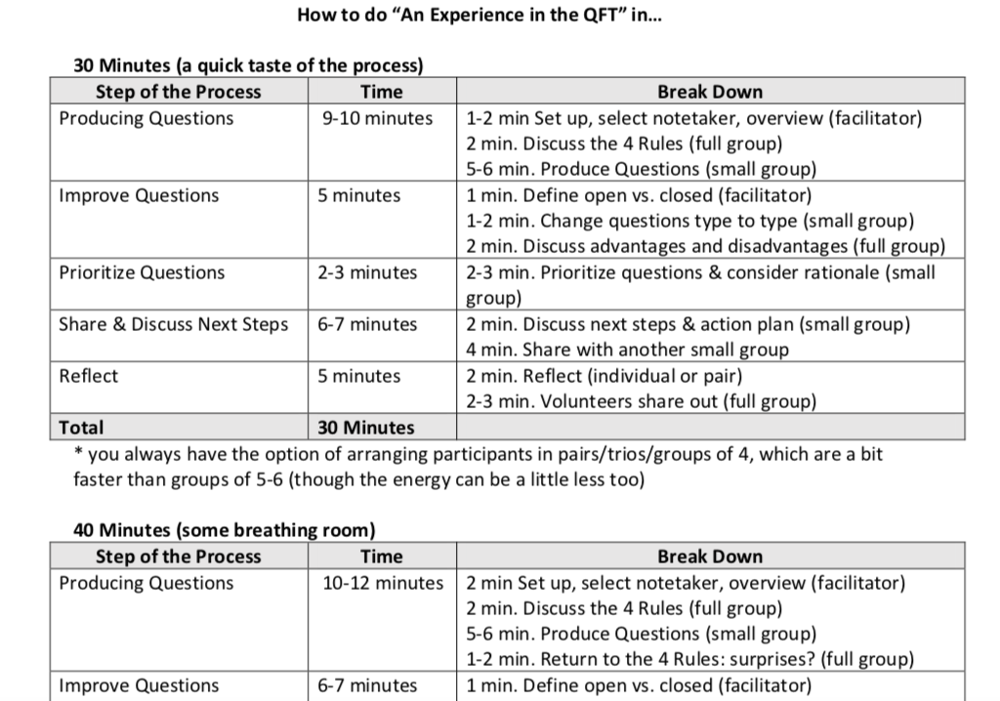 How to do “An Experience in the QFT” in...
30 Minutes (a quick taste of the process)
Step of the Process Time Break Down
Producing Questions 9-10 minutes 1-2 min Set up, select notetaker, overview (facilitator)
2 min. Discuss the 4 Rules (full group)
5-6 min. Produce Questions (small group)
Improve Questions 5 minutes 1 min. Define open vs. closed (facilitator)
1-2 min. Change questions type to type (small group)
2 min. Discuss advantages and disadvantages (full group)
Prioritize Questions 2-3 minutes 2-3 min. Prioritize questions & consider rationale (small
group)
Share & Discuss Next Steps 6-7 minutes 2 min. Discuss next steps & action plan (small group)
4 min. Share with another small group
Reflect 5 minutes 2 min. Reflect (individual or pair)
2-3 min. Volunteers share out (full group)
Total 30 Minutes
* you always have the option of arranging participants in pairs/trios/groups of 4, which are a bit
faster than groups of 5-6 (though the energy can be a little less too)
40 Minutes (some breathing room)
Step of the Process Time Break Down
Producing Questions 10-12 minutes 2 min Set up, select notetaker, overview (facilitator)
2 min. Discuss the 4 Rules (full group)
5-6 min. Produce Questions (small group)
1-2 min. Return to the 4 Rules: surprises? (full group)
Improve Questions 6-7 minutes 1 min. Define open vs. closed (facilitator)